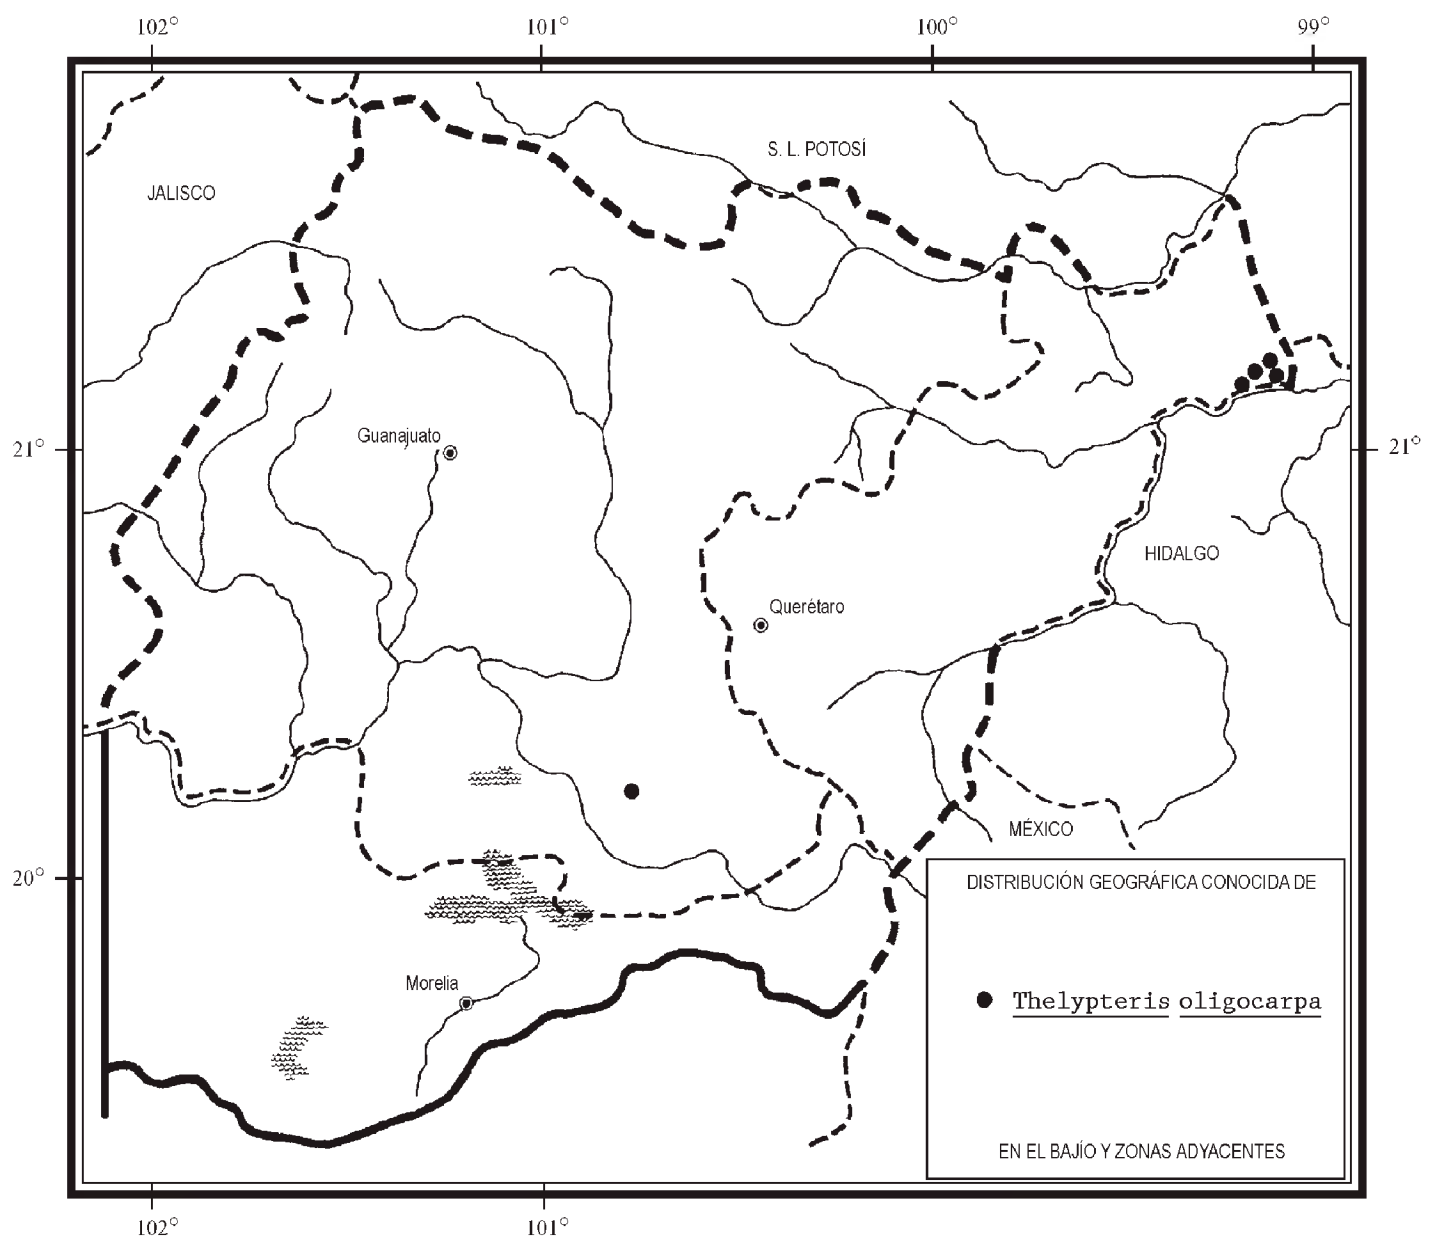 102° 101° 100° 99°
S. L. POTOSÍ
JALISCO
Guanajuato
21° 21°
HIDALGO
Querétaro
MÉXICO
20°
DISTRIBUCIÓN GEOGRÁFICA CONOCIDA DE
Morelia
Thelypteris oligocarpa
EN EL BAJÍO Y ZONAS ADYACENTES
102° 101°